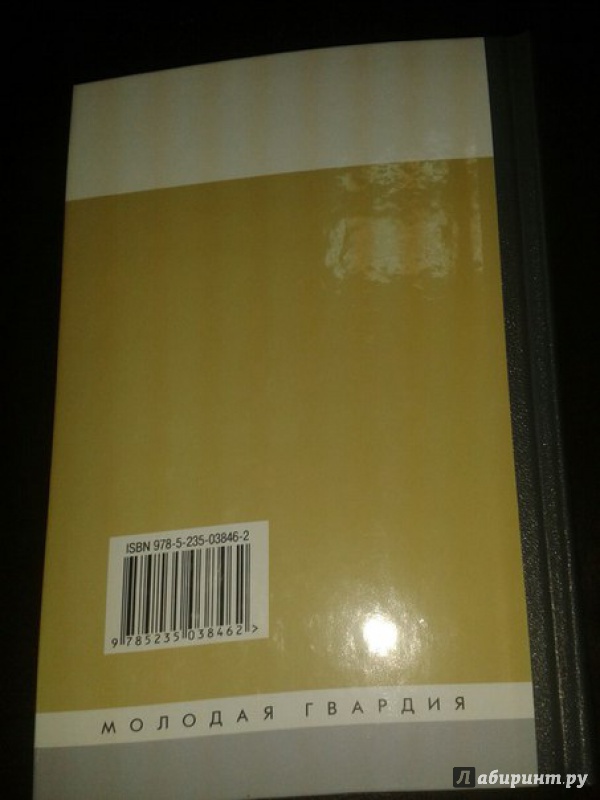 ISBN 978-5-235-03846-2
9 785235 038462 >
МОЛОДАЯ ГВАРДИЯ
Лабиринт.ру